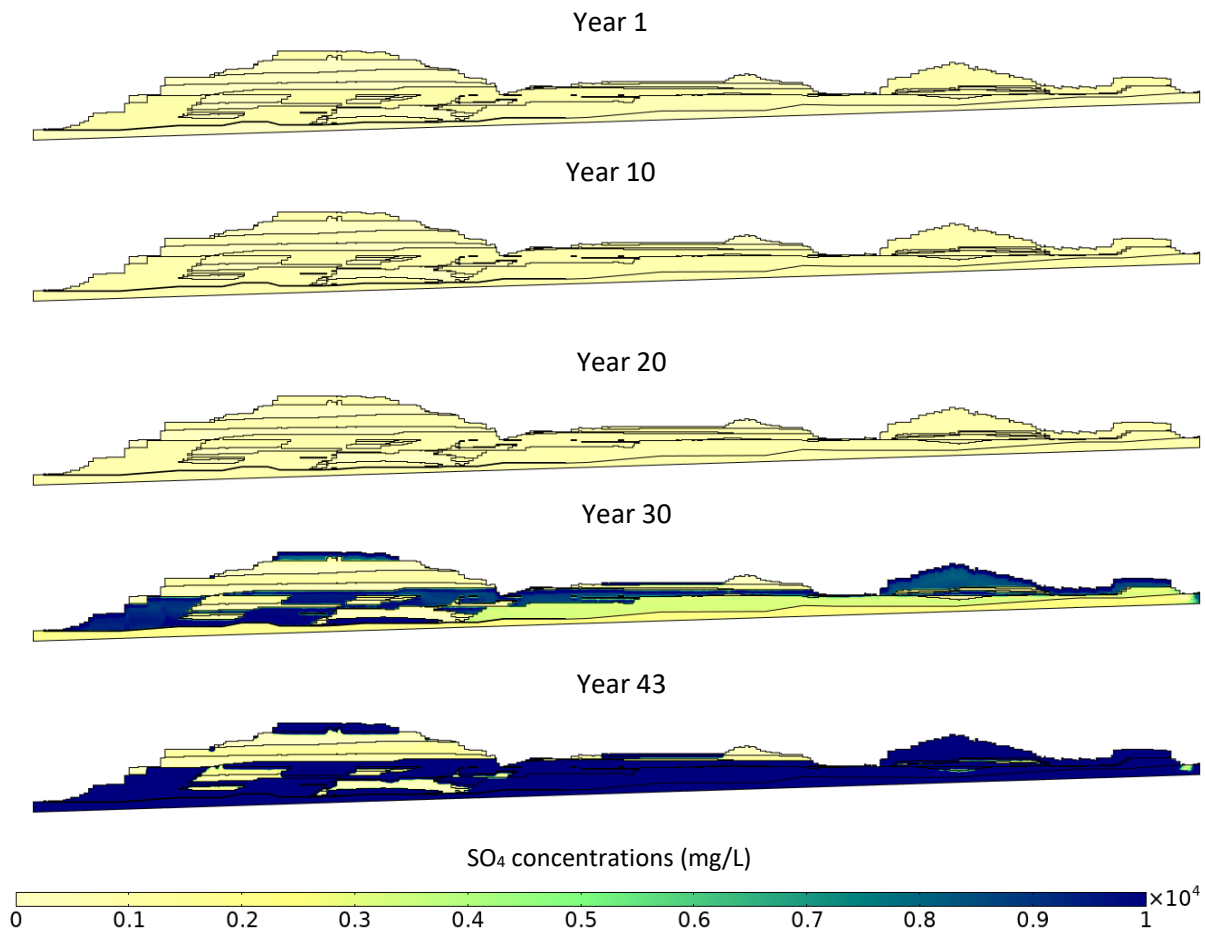 Year 1
Year 10
Year 20
Year 30
Year 43
SO₄ concentrations (mg/L)
×10⁴
0 0.1 0.2 0.3 0.4 0.5 0.6 0.7 0.8 0.9 1